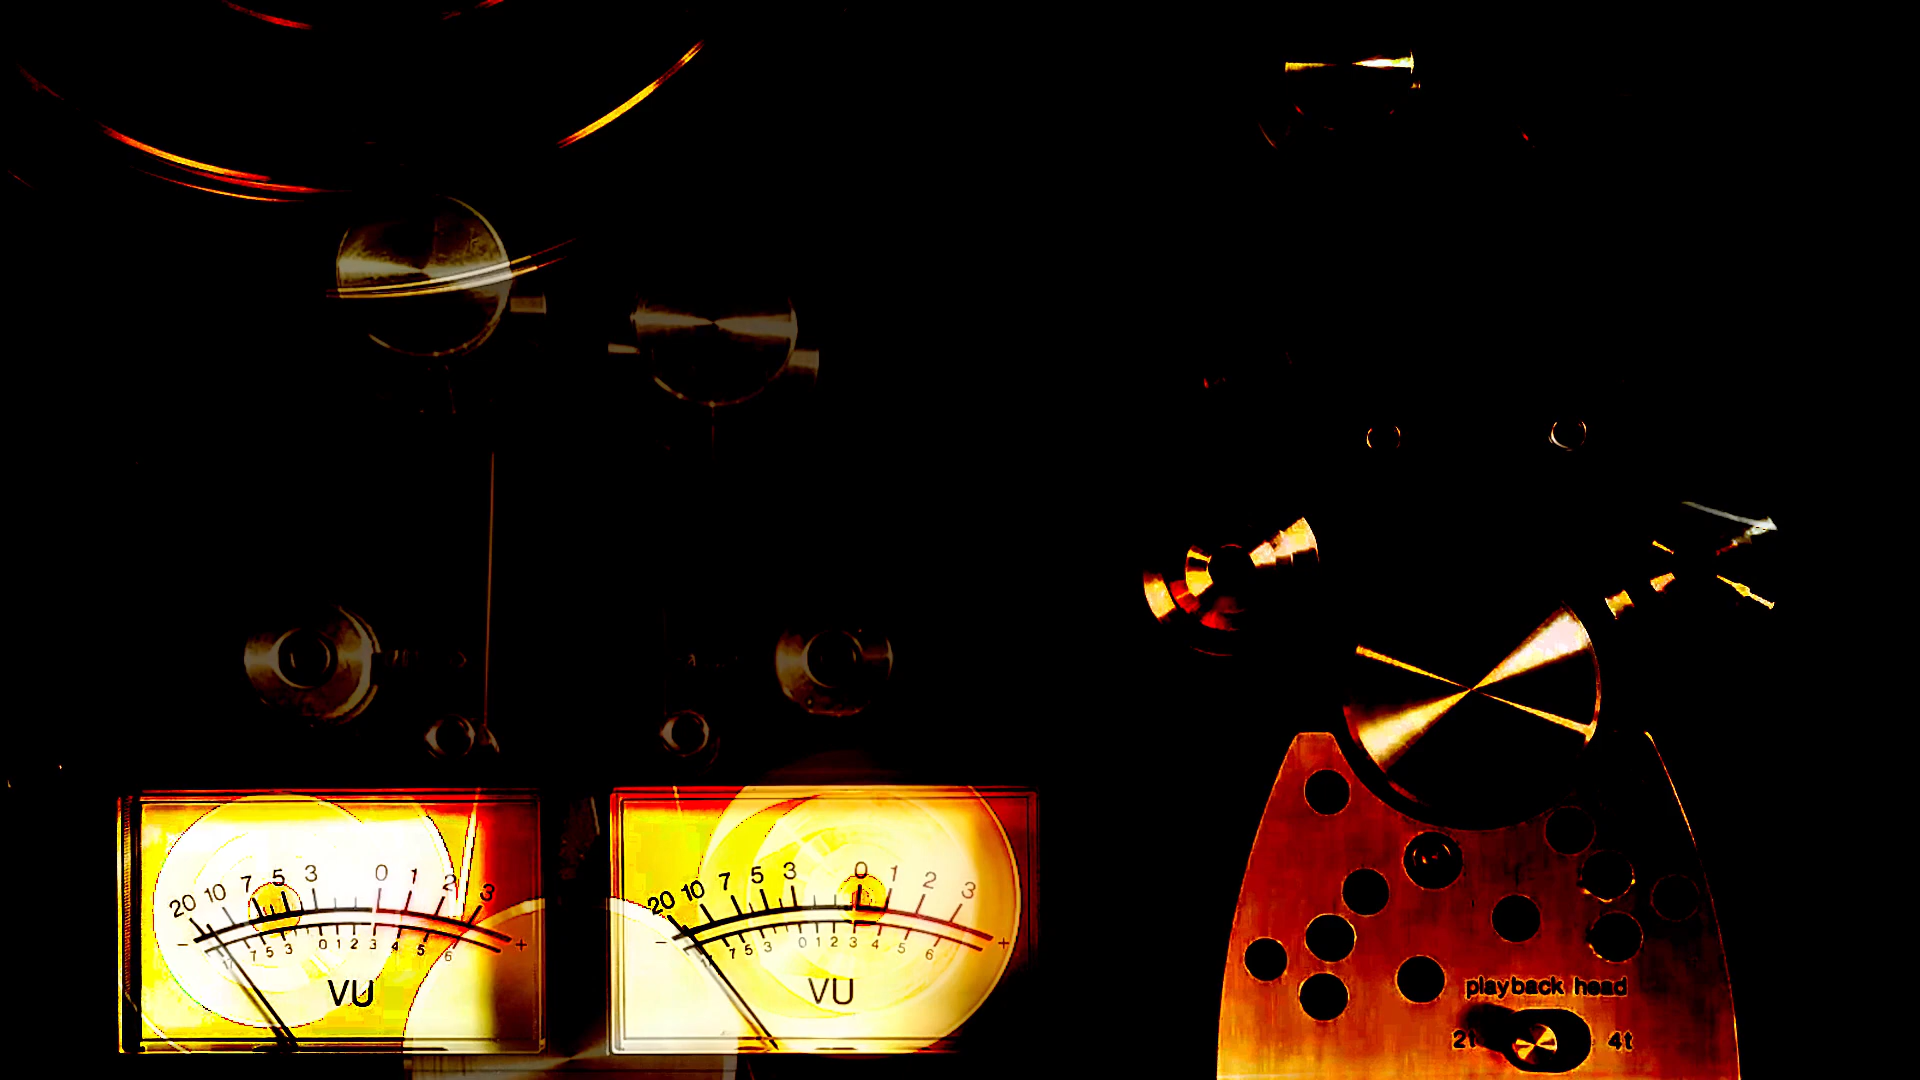 20 10 7 5 3 0 1 2 3
- +
7 5 3 0 1 2 3 4 5 6
VU
20 10 7 5 3 0 1 2 3
- +
7 5 3 0 1 2 3 4 5 6
VU
playback head
2t 4t